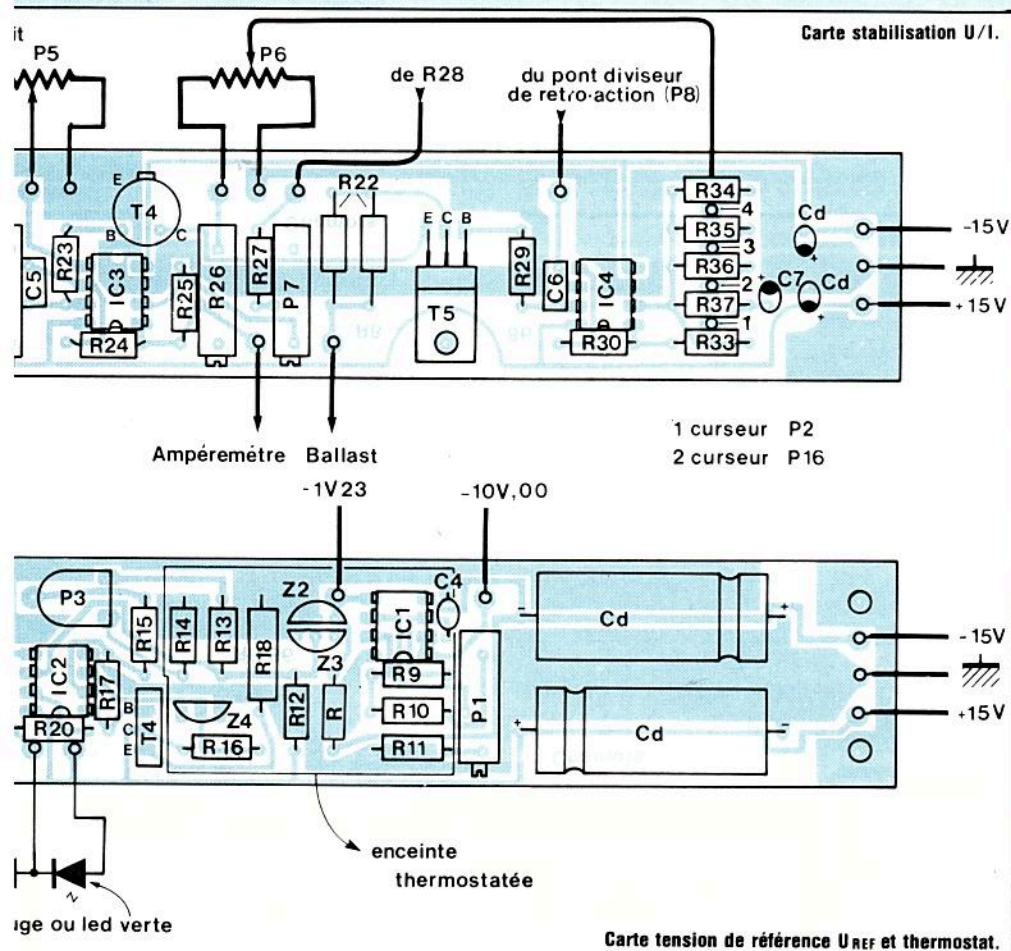 it
Carte stabilisation U/I.
P5
P6
de R28
du pont diviseur
de retro-action (P8)
E
T4
B
C
R22
R34
4
R35
3
R36
2
R37
1
R33
Cd
C7
Cd
-15V
+15V
C5
R23
IC3
R24
R25
R26
R27
P7
E C B
T5
R29
C6
IC4
R30
Ampéremétre Ballast
1 curseur P2
2 curseur P16
-1V23
-10V,00
P3
R15
R14
R13
R18
Z2
Z3
IC1
C4
Cd
- +
-15V
+15V
IC2
R17
R20
B
C
E
T4
Z4
R16
R12
R
R9
R10
R11
P1
+ -
Cd
enceinte
thermostatée
uge ou led verte
Carte tension de référence UREF et thermostat.